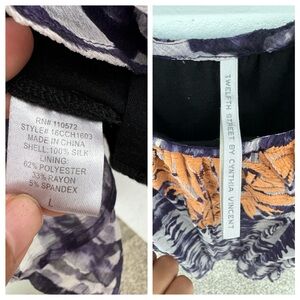 RN# 110572
STYLE# 16CCH1603
MADE IN CHINA
SHELL: 100% SILK
LINING:
62% POLYESTER
33% RAYON
5% SPANDEX
L
TWELFTH STREET BY CYNTHIA VINCENT